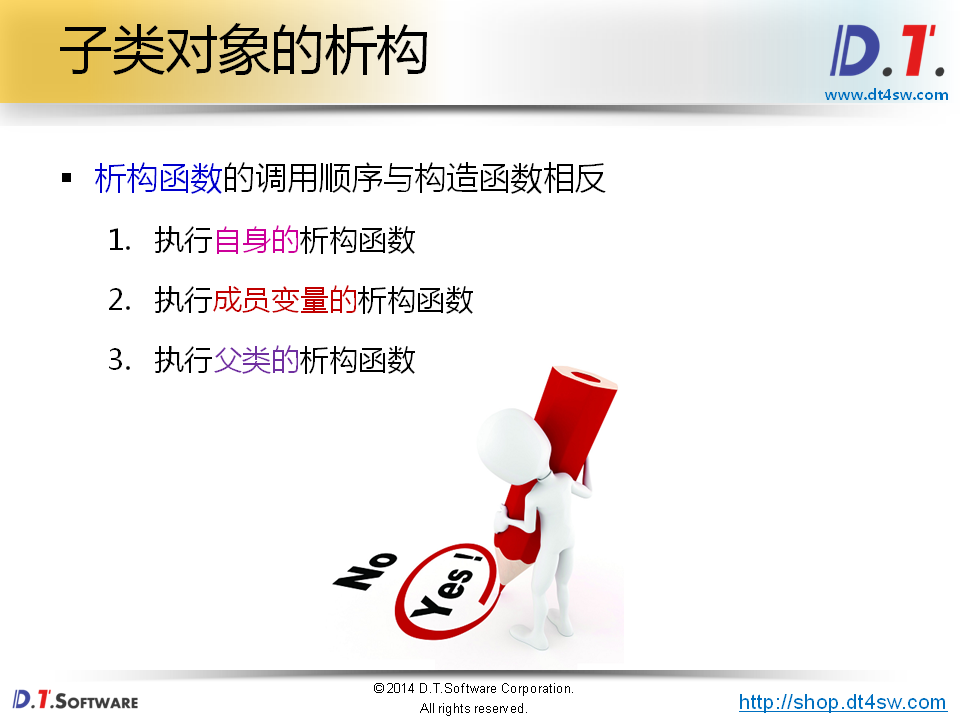 子类对象的析构
D.T.
www.dt4sw.com
▪ 析构函数的调用顺序与构造函数相反
1. 执行自身的析构函数
2. 执行成员变量的析构函数
3. 执行父类的析构函数
No
Yes!
D.T.SOFTWARE
©2014 D.T.Software Corporation.
All rights reserved.
http://shop.dt4sw.com